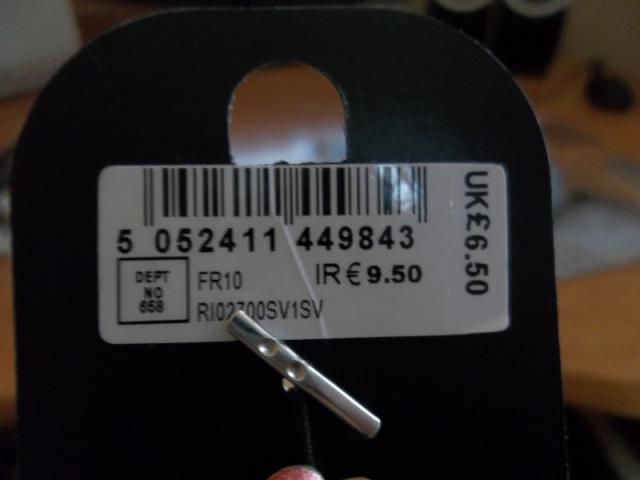 5 052411 449843
DEPT
NO
658
FR10
IR€9.50
RI02700SV1SV
UK£6.50